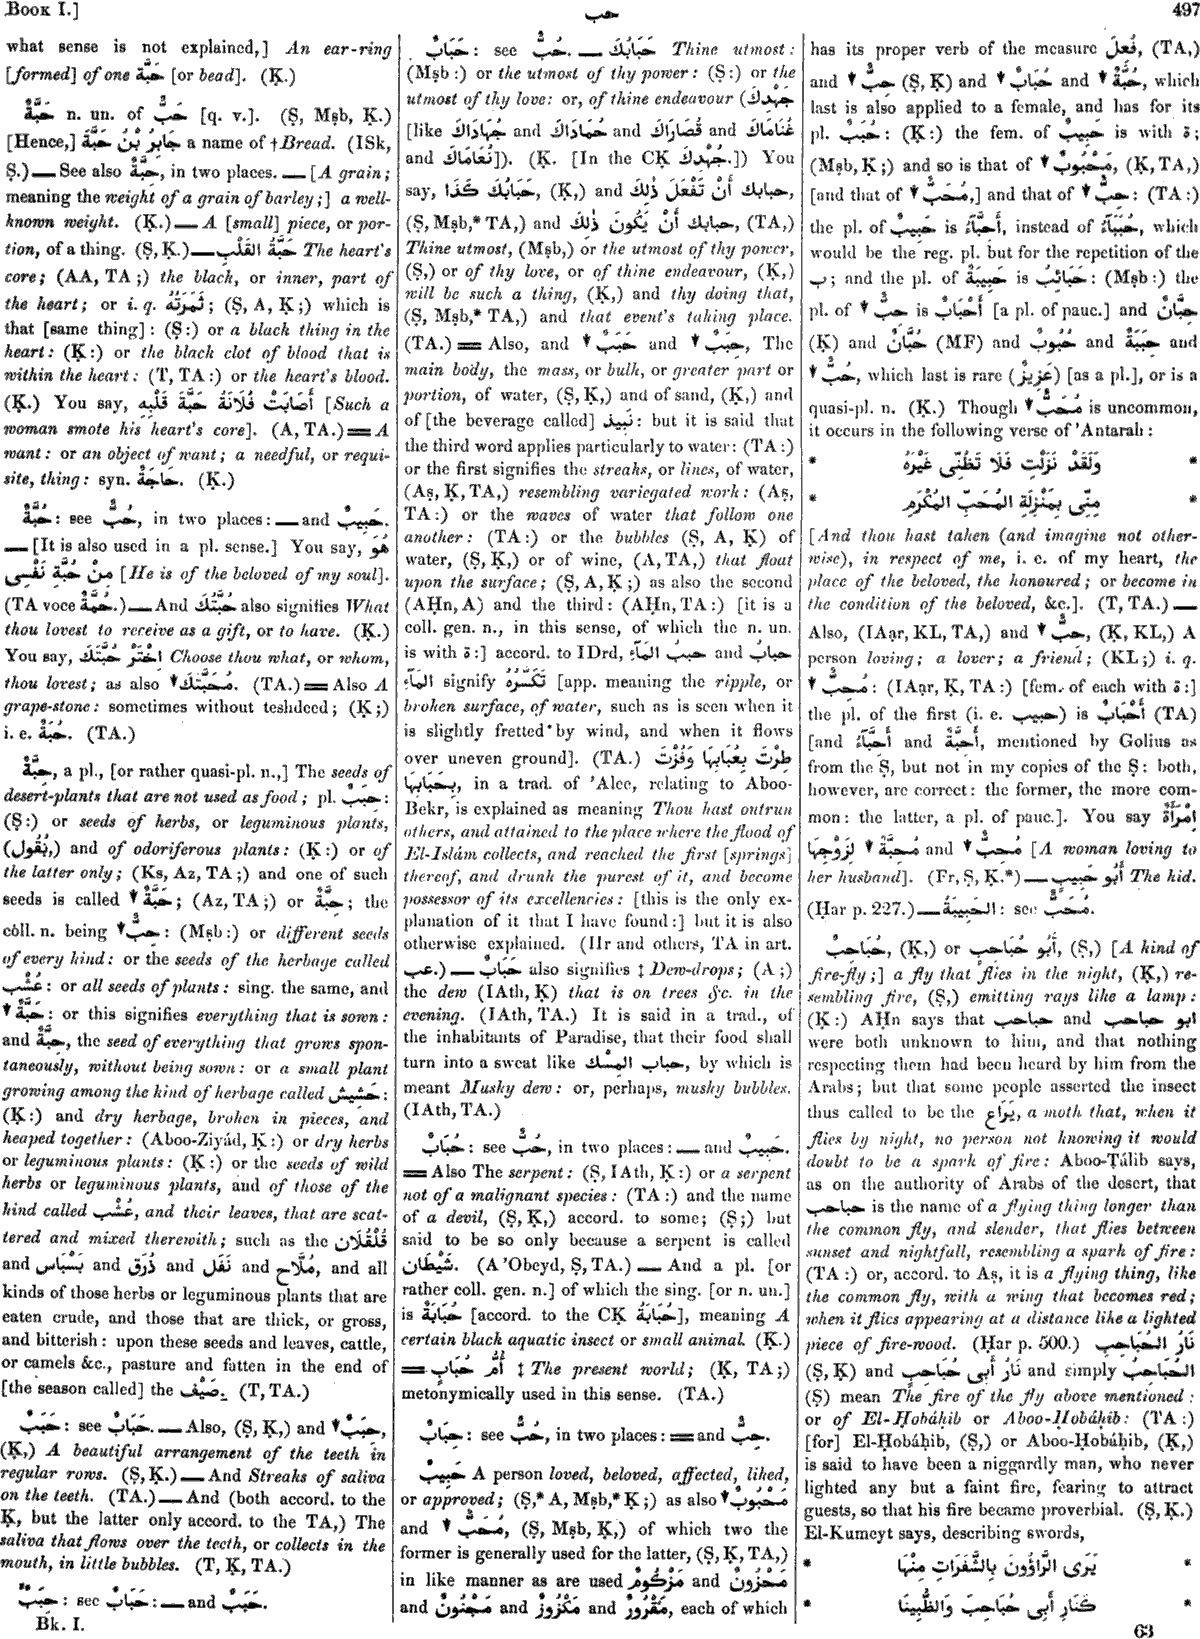 Book I.]
حب
497
what sense is not explained,] An ear-ring
[formed] of one حَبَّة [or bead]. (Ḳ.)
حَبَّةٌ n. un. of حَبٌّ [q. v.]. (Ṣ, Mṣb, Ḳ.)
[Hence,] جَابِرُ بْنُ حَبَّةَ a name of †Bread. (ISk,
Ṣ.) — See also حِبَّةٌ, in two places. — [A grain;
meaning the weight of a grain of barley;] a well-
known weight. (Ḳ.) — A [small] piece, or por-
tion, of a thing. (Ṣ, Ḳ.) — حَبَّةُ القَلْبِ The heart's
core; (AA, TA;) the black, or inner, part of
the heart; or i. q. ثَمَرَتُهُ; (Ṣ, A, Ḳ;) which is
that [same thing]: (Ṣ:) or a black thing in the
heart: (Ḳ:) or the black clot of blood that is
within the heart: (T, TA:) or the heart's blood.
(Ḳ.) You say, أَصَابَتْ فُلَانَةُ حَبَّةَ قَلْبِهِ [Such a
woman smote his heart's core]. (A, TA.) = A
want: or an object of want; a needful, or requi-
site, thing: syn. حَاجَةٌ. (Ḳ.)
حُبَّةٌ: see حُبٌّ, in two places: — and حَبِيبٌ.
— [It is also used in a pl. sense.] You say, هُوَ
مِنْ حُبَّةِ نَفْسِى [He is of the beloved of my soul].
(TA voce حُمَّةٌ.) — And حُبَّتُكَ also signifies What
thou lovest to receive as a gift, or to have. (Ḳ.)
You say, اخْتَرْ حُبَّتَكَ Choose thou what, or whom,
thou lovest; as also مُحَبَّتَكَ. (TA.) = Also A
grape-stone: sometimes without teshdeed; (Ḳ;)
i. e. حُبَةٌ. (TA.)
حِبَّةٌ, a pl., [or rather quasi-pl. n.,] The seeds of
desert-plants that are not used as food; pl. حِبَبٌ:
(Ṣ:) or seeds of herbs, or leguminous plants,
(بُقُول,) and of odoriferous plants: (Ḳ:) or of
the latter only; (Ks, Az, TA;) and one of such
seeds is called حَبَّةٌ; (Az, TA;) or حِبَّةٌ; the
coll. n. being حَبٌّ: (Mṣb:) or different seeds
of every kind: or the seeds of the herbage called
عُشْب: or all seeds of plants: sing. the same, and
حَبَّةٌ: or this signifies everything that is sown:
and حِبَّةٌ, the seed of everything that grows spon-
taneously, without being sown: or a small plant
growing among the kind of herbage called حَشِيش:
(Ḳ:) and dry herbage, broken in pieces, and
heaped together: (Aboo-Ziyád, Ḳ:) or dry herbs
or leguminous plants: (Ḳ:) or the seeds of wild
herbs or leguminous plants, and of those of the
kind called عُشْب, and their leaves, that are scat-
tered and mixed therewith; such as the قُلْقُلَان
and بَسْبَاس and ذُرَق and نَفَل and مُلَّاح, and all
kinds of those herbs or leguminous plants that are
eaten crude, and those that are thick, or gross,
and bitterish: upon these seeds and leaves, cattle,
or camels &c., pasture and fatten in the end of
[the season called] the صَيْف. (T, TA.)
حَبَبٌ: see حَبَابٌ. — Also, (Ṣ, Ḳ,) and حِبَبٌ,
(Ḳ,) A beautiful arrangement of the teeth in
regular rows. (Ṣ, Ḳ.) — And Streaks of saliva
on the teeth. (TA.) — And (both accord. to the
Ḳ, but the latter only accord. to the TA,) The
saliva that flows over the teeth, or collects in the
mouth, in little bubbles. (T, Ḳ, TA.)
حِبَبٌ: see حَبَابٌ: — and حَبَبٌ.
Bk. I.
حَبَابٌ: see حُبٌّ. — حَبَابُكَ Thine utmost:
(Mṣb:) or the utmost of thy power: (Ṣ:) or the
utmost of thy love: or, of thine endeavour (جَهْدِكَ
[like غُنَامَاكَ and قُصَارَاكَ and حُمَادَاكَ and جُهَادَاكَ
and نُعَامَاكَ]). (Ḳ. [In the CḲ جُهْدِكَ.]) You
say, حَبَابُكَ كَذَا, (Ḳ,) and حبابك أَنْ تَفْعَلَ ذٰلِكَ,
(Ṣ, Mṣb,* TA,) and حبابك أَنْ يَكُونَ ذٰلِكَ, (TA,)
Thine utmost, (Mṣb,) or the utmost of thy power,
(Ṣ,) or of thy love, or of thine endeavour, (Ḳ,)
will be such a thing, (Ḳ,) and thy doing that,
(Ṣ, Mṣb,* TA,) and that event's taking place.
(TA.) = Also, and حَبَبٌ and حِبَبٌ, The
main body, the mass, or bulk, or greater part or
portion, of water, (Ṣ, Ḳ,) and of sand, (Ḳ,) and
of [the beverage called] نَبِيذ: but it is said that
the third word applies particularly to water: (TA:)
or the first signifies the streaks, or lines, of water,
(Aṣ, Ḳ, TA,) resembling variegated work: (Aṣ,
TA:) or the waves of water that follow one
another: (TA:) or the bubbles (Ṣ, A, Ḳ) of
water, (Ṣ, Ḳ,) or of wine, (A, TA,) that float
upon the surface; (Ṣ, A, Ḳ;) as also the second
(AḤn, A) and the third: (AḤn, TA:) [it is a
coll. gen. n., in this sense, of which the n. un.
is with ة:] accord. to IDrd, حبَبُ المَآءِ and حبابُ
المَآءِ signify تَكَسُّرُهُ [app. meaning the ripple, or
broken surface, of water, such as is seen when it
is slightly fretted by wind, and when it flows
over uneven ground]. (TA.) طِرْتَ بِعُبَابِهَا وَفُزْتَ
بِحَبَابِهَا, in a trad. of 'Alee, relating to Aboo-
Bekr, is explained as meaning Thou hast outrun
others, and attained to the place where the flood of
El-Islám collects, and reached the first [springs]
thereof, and drunk the purest of it, and become
possessor of its excellencies: [this is the only ex-
planation of it that I have found:] but it is also
otherwise explained. (Hr and others, TA in art.
عب.) — حَبَابٌ also signifies ‡ Dew-drops; (A;)
the dew (IAth, Ḳ) that is on trees &c. in the
evening. (IAth, TA.) It is said in a trad., of
the inhabitants of Paradise, that their food shall
turn into a sweat like حباب المِسْك, by which is
meant Musky dew: or, perhaps, musky bubbles.
(IAth, TA.)
حُبَابٌ: see حُبٌّ, in two places: — and حَبِيبٌ.
= Also The serpent: (Ṣ, IAth, Ḳ:) or a serpent
not of a malignant species: (TA:) and the name
of a devil, (Ṣ, Ḳ,) accord. to some; (Ṣ;) but
said to be so only because a serpent is called
شَيْطَان. (A 'Obeyd, Ṣ, TA.) — And a pl. [or
rather coll. gen. n.] of which the sing. [or n. un.]
is حُبَابَةٌ [accord. to the CḲ حَبَابَةٌ], meaning A
certain black aquatic insect or small animal. (Ḳ.)
= أُمُّ حُبَابٍ ‡ The present world; (Ḳ, TA;)
metonymically used in this sense. (TA.)
حِبَابٌ: see حُبٌّ, in two places: = and حِبٌّ.
حَبِيبٌ A person loved, beloved, affected, liked,
or approved; (Ṣ,* A, Mṣb,* Ḳ;) as also مَحْبُوبٌ
and مُحَبٌّ, (Ṣ, Mṣb, Ḳ,) of which two the
former is generally used for the latter, (Ṣ, Ḳ, TA,)
in like manner as are used مَزْكُومٌ and مَحْزُونٌ
and مَجْنُونٌ and مَكْزُوزٌ and مَقْرُورٌ, each of which
has its proper verb of the measure فُعِلَ, (TA,)
and حِبٌّ (Ṣ, Ḳ) and حُبَابٌ and حُبَّةٌ, which
last is also applied to a female, and has for its
pl. حُبَبٌ: (Ḳ:) the fem. of حَبِيبٌ is with ة;
(Mṣb, Ḳ;) and so is that of مَحْبُوبٌ, (Ḳ, TA,)
[and that of مُحَبٌّ,] and that of حِبٌّ: (TA:)
the pl. of حَبِيبٌ is أَحِبَّآءُ, instead of حُبَبَآءُ, which
would be the reg. pl. but for the repetition of the
ب; and the pl. of حَبِيبَةٌ is حَبَائِبُ: (Mṣb:) the
pl. of حِبٌّ is أَحْبَابٌ [a pl. of pauc.] and حِبَّانٌ
(Ḳ) and حُبَّانٌ (MF) and حُبُوبٌ and حَبَبَةٌ and
حُبٌّ, which last is rare (عَزِيزٌ) [as a pl.], or is a
quasi-pl. n. (Ḳ.) Though مُحَبٌّ is uncommon,
it occurs in the following verse of 'Antarah:
* وَلَقَدْ نَزَلْتِ فَلَا تَظُنِّى غَيْرَهُ *
* مِنِّى بِمَنْزِلَةِ المُحَبِّ المُكْرَمِ *
[And thou hast taken (and imagine not other-
wise), in respect of me, i. e. of my heart, the
place of the beloved, the honoured; or become in
the condition of the beloved, &c.]. (T, TA.) —
Also, (IAạr, KL, TA,) and حِبٌّ, (Ḳ, KL,) A
person loving; a lover; a friend; (KL;) i. q.
مُحِبٌّ: (IAạr, Ḳ, TA:) [fem. of each with ة:]
the pl. of the first (i. e. حبيب) is أَحْبَابٌ (TA)
[and أَحِبَّآءُ and أَحِبَّةٌ, mentioned by Golius as
from the Ṣ, but not in my copies of the Ṣ: both,
however, are correct: the former, the more com-
mon: the latter, a pl. of pauc.]. You say امْرَأَةٌ
مُحِبَّةٌ لِزَوْجِهَا and مُحِبٌّ [A woman loving to
her husband]. (Fr, Ṣ, Ḳ.*) — أَبُو حَبِيبٍ The kid.
(Ḥar p. 227.) — الحَبِيبَةُ: see مُحَبٌّ.
حُبَاحِبٌ, (Ḳ,) or أَبُو حُبَاحِبٍ, (Ṣ,) [A kind of
fire-fly;] a fly that flies in the night, (Ḳ,) re-
sembling fire, (Ṣ,) emitting rays like a lamp:
(Ḳ:) AḤn says that حباحب and ابو حباحب
were both unknown to him, and that nothing
respecting them had been heard by him from the
Arabs; but that some people asserted the insect
thus called to be the يَرَاع, a moth that, when it
flies by night, no person not knowing it would
doubt to be a spark of fire: Aboo-Ṭálib says,
as on the authority of Arabs of the desert, that
حباحب is the name of a flying thing longer than
the common fly, and slender, that flies between
sunset and nightfall, resembling a spark of fire:
(TA:) or, accord. to Aṣ, it is a flying thing, like
the common fly, with a wing that becomes red;
when it flies appearing at a distance like a lighted
piece of fire-wood. (Ḥar p. 500.) نَارُ الحُبَاحِبِ
(Ṣ, Ḳ) and نَارُ أَبِى حُبَاحِبٍ and simply الحُبَاحِبُ
(Ṣ) mean The fire of the fly above mentioned:
or of El-Ḥobáḥib or Aboo-Ḥobáḥib: (TA:)
[for] El-Ḥobáḥib, (Ṣ,) or Aboo-Ḥobáḥib, (Ḳ,)
is said to have been a niggardly man, who never
lighted any but a faint fire, fearing to attract
guests, so that his fire became proverbial. (Ṣ, Ḳ.)
El-Kumeyt says, describing swords,
* يَرَى الرَّاؤُونَ بِالشَّفَرَاتِ مِنْهَا *
* كَنَارِ أَبِى حُبَاحِبَ وَالظُّبِينَا *
63